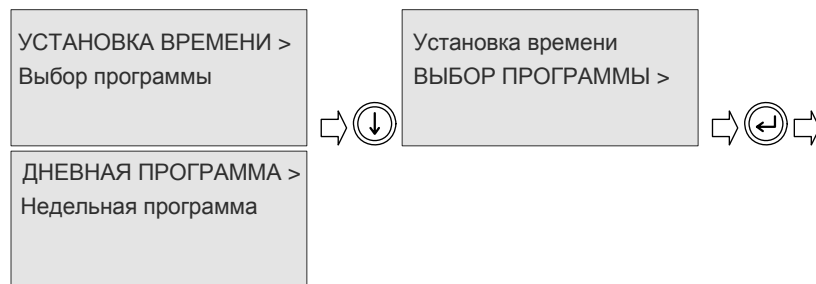 УСТАНОВКА ВРЕМЕНИ >
Выбор программы
Установка времени
ВЫБОР ПРОГРАММЫ >
ДНЕВНАЯ ПРОГРАММА >
Недельная программа